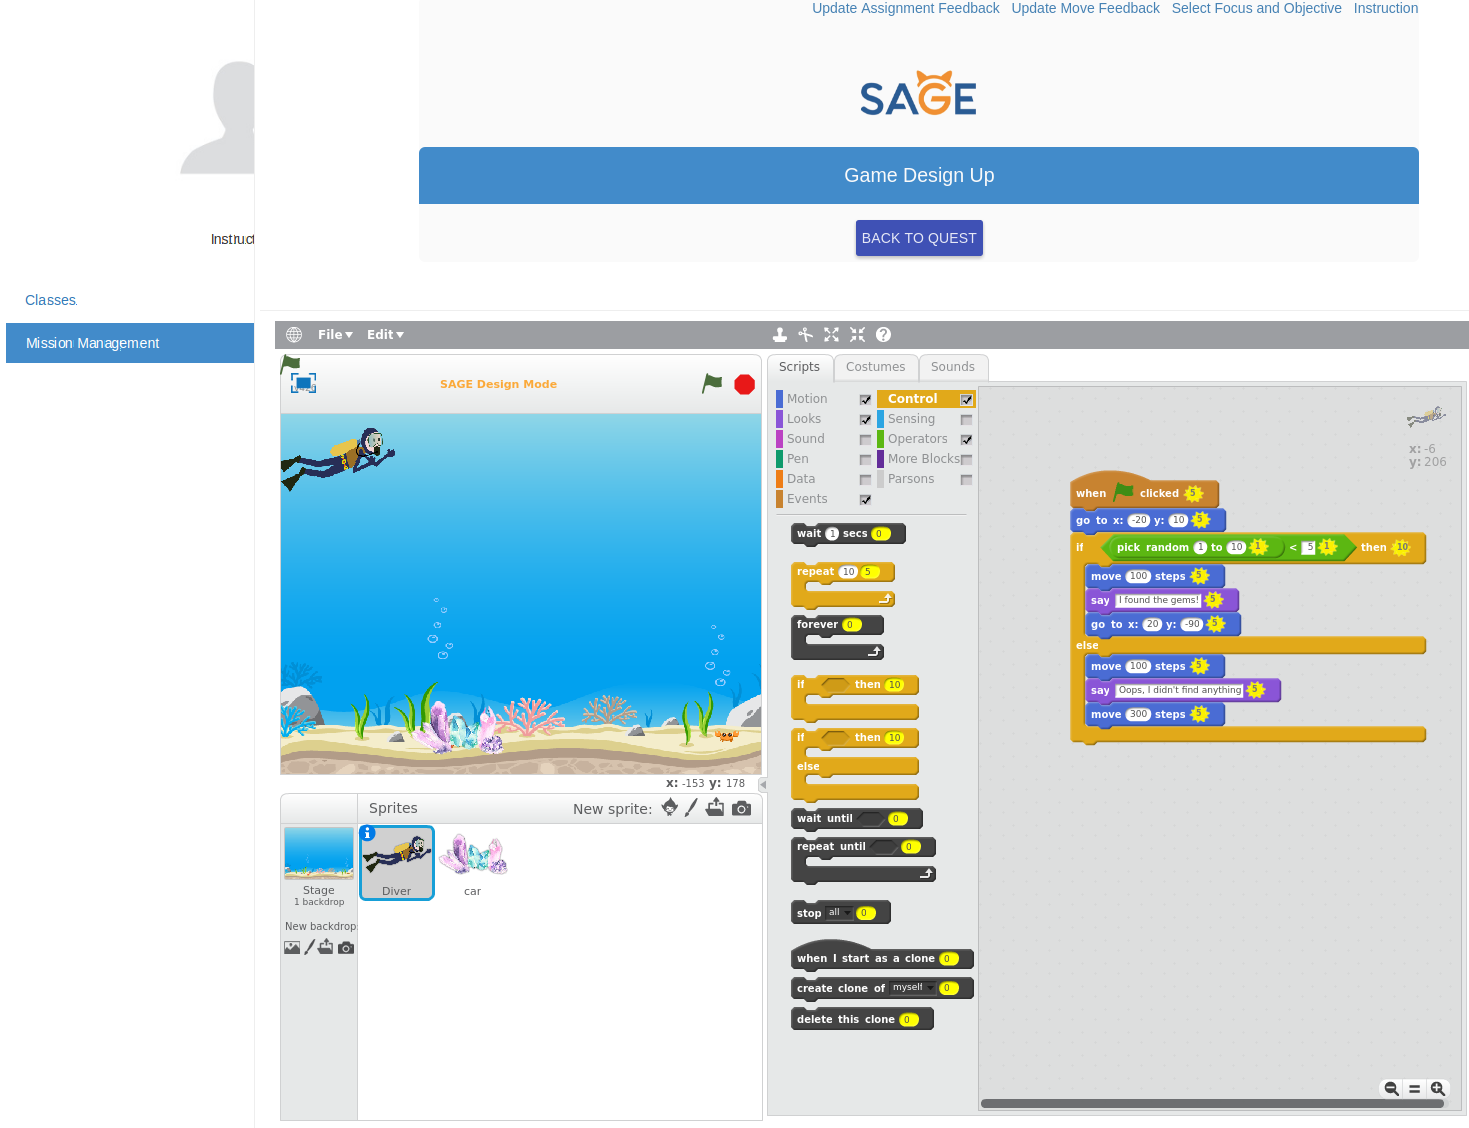 Update Assignment Feedback Update Move Feedback Select Focus and Objective Instruction
SAGE
Game Design Up
BACK TO QUEST
Instruct
Classes
Mission Management
File Edit
SAGE Design Mode
x: -153 y: 178
Sprites New sprite:
Stage
1 backdrop
New backdrop:
Diver
car
Scripts Costumes Sounds
Motion Control
Looks Sensing
Sound Operators
Pen More Blocks
Data Parsons
Events
wait 1 secs 0
repeat 10 5
forever 0
if then 10
if then 10
else
wait until 0
repeat until 0
stop all 0
when I start as a clone 0
create clone of myself 0
delete this clone 0
x: -6
y: 206
when clicked 5
go to x: -20 y: 10 5
if pick random 1 to 10 1 < 5 1 then 10
move 100 steps 5
say I found the gems! 5
go to x: 20 y: -90 5
else
move 100 steps 5
say Oops, I didn't find anything 5
move 300 steps 5